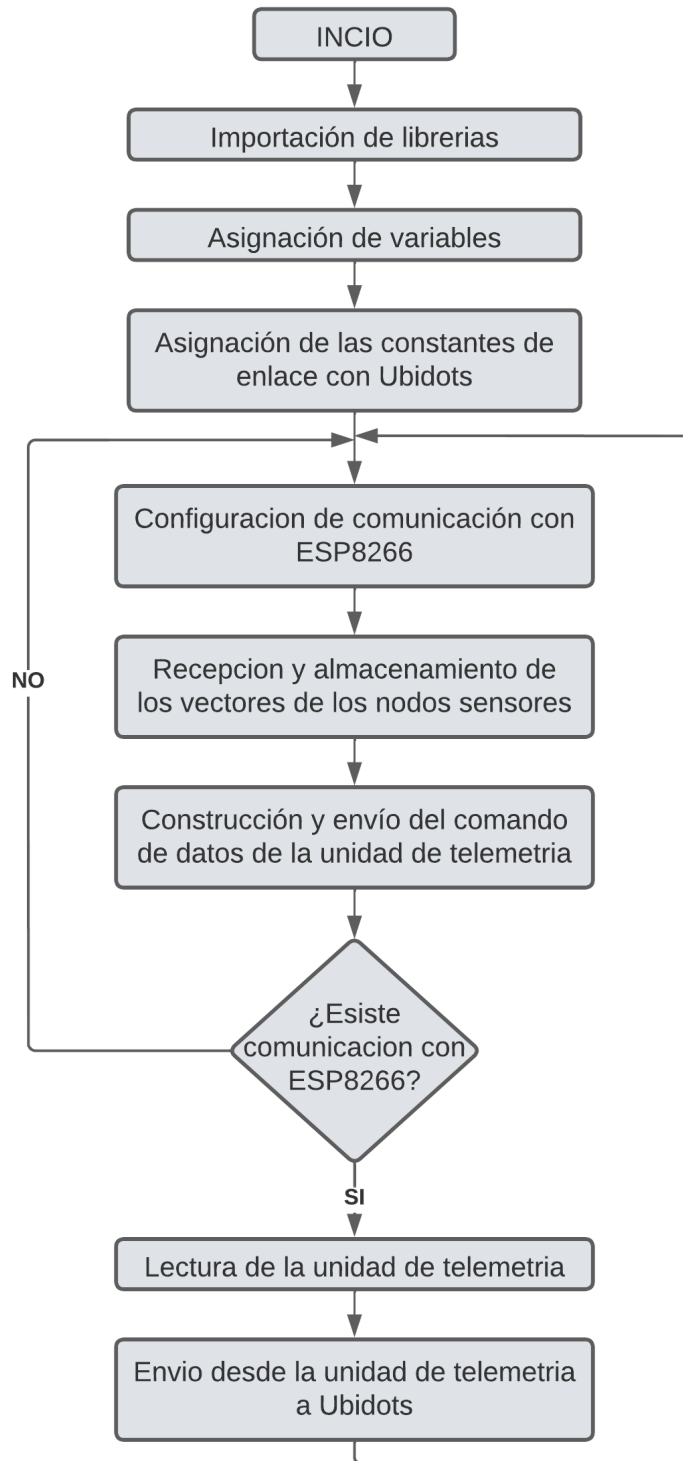 INCIO
Importación de librerias
Asignación de variables
Asignación de las constantes de
enlace con Ubidots
Configuracion de comunicación con
ESP8266
Recepcion y almacenamiento de
los vectores de los nodos sensores
NO
Construcción y envío del comando
de datos de la unidad de telemetria
¿Esiste
comunicacion con
ESP8266?
SI
Lectura de la unidad de telemetria
Envio desde la unidad de telemetria
a Ubidots